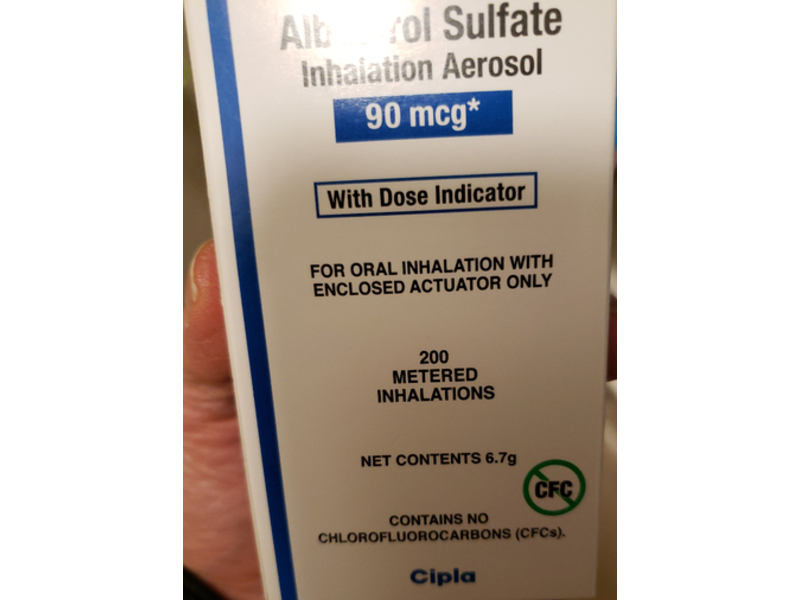 Albuterol Sulfate
Inhalation Aerosol
90 mcg*
With Dose Indicator
FOR ORAL INHALATION WITH
ENCLOSED ACTUATOR ONLY
200
METERED
INHALATIONS
NET CONTENTS 6.7g
CFC
CONTAINS NO
CHLOROFLUOROCARBONS (CFCs).
Cipla